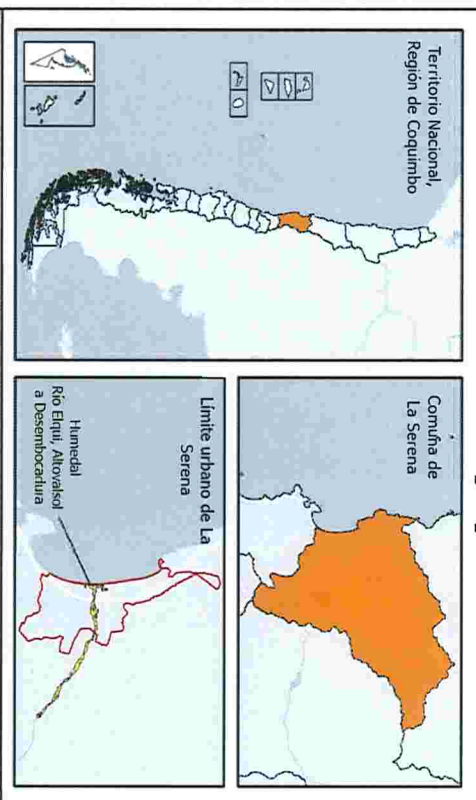 Territorio Nacional,
Región de Coquimbo
Comuña de
La Serena
Límite urbano de La
Serena
Humedal
Río Elqui, Altovalsol
a Desembocadura